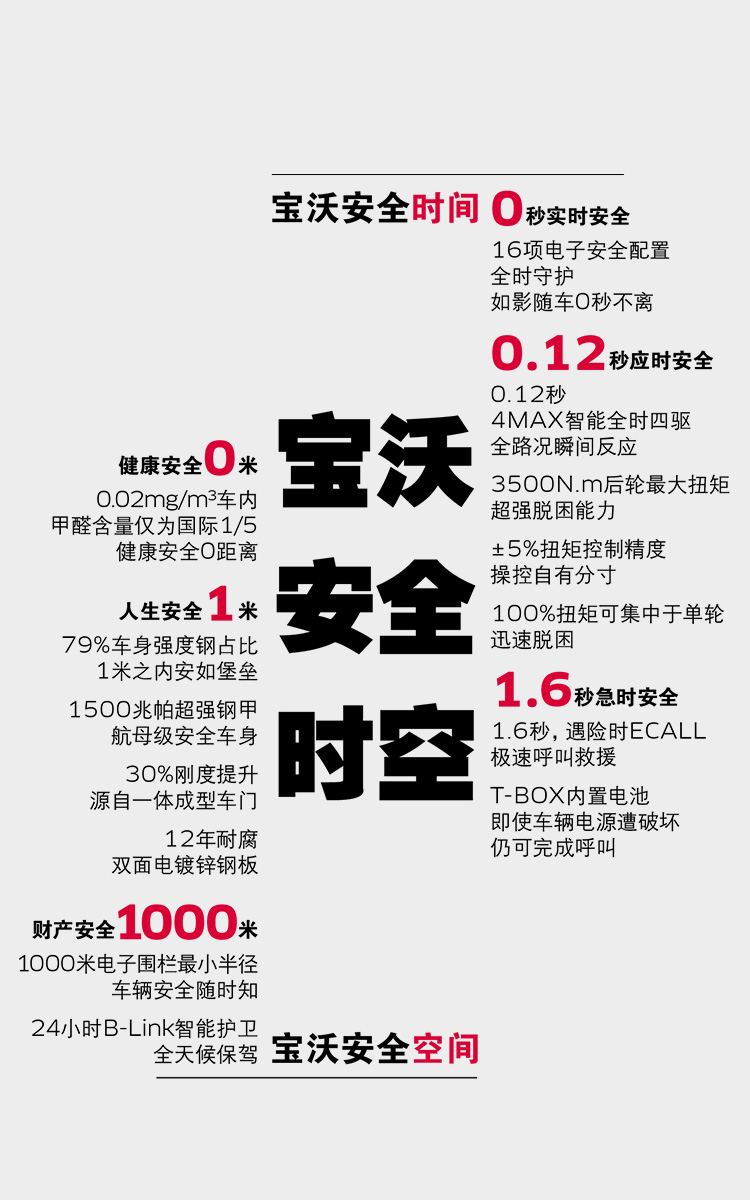 宝沃安全时间
0秒实时安全
16项电子安全配置
全时守护
如影随车0秒不离
0.12秒应时安全
0.12秒
4MAX智能全时四驱
全路况瞬间反应
3500N.m后轮最大扭矩
超强脱困能力
±5%扭矩控制精度
操控自有分寸
100%扭矩可集中于单轮
迅速脱困
1.6秒急时安全
1.6秒，遇险时ECALL
极速呼叫救援
T-BOX内置电池
即使车辆电源遭破坏
仍可完成呼叫
宝沃
安全
时空
健康安全0米
0.02mg/m³车内
甲醛含量仅为国际1/5
健康安全0距离
人生安全1米
79%车身强度钢占比
1米之内安如堡垒
1500兆帕超强钢甲
航母级安全车身
30%刚度提升
源自一体成型车门
12年耐腐
双面电镀锌钢板
财产安全1000米
1000米电子围栏最小半径
车辆安全随时知
24小时B-Link智能护卫
全天候保驾
宝沃安全空间